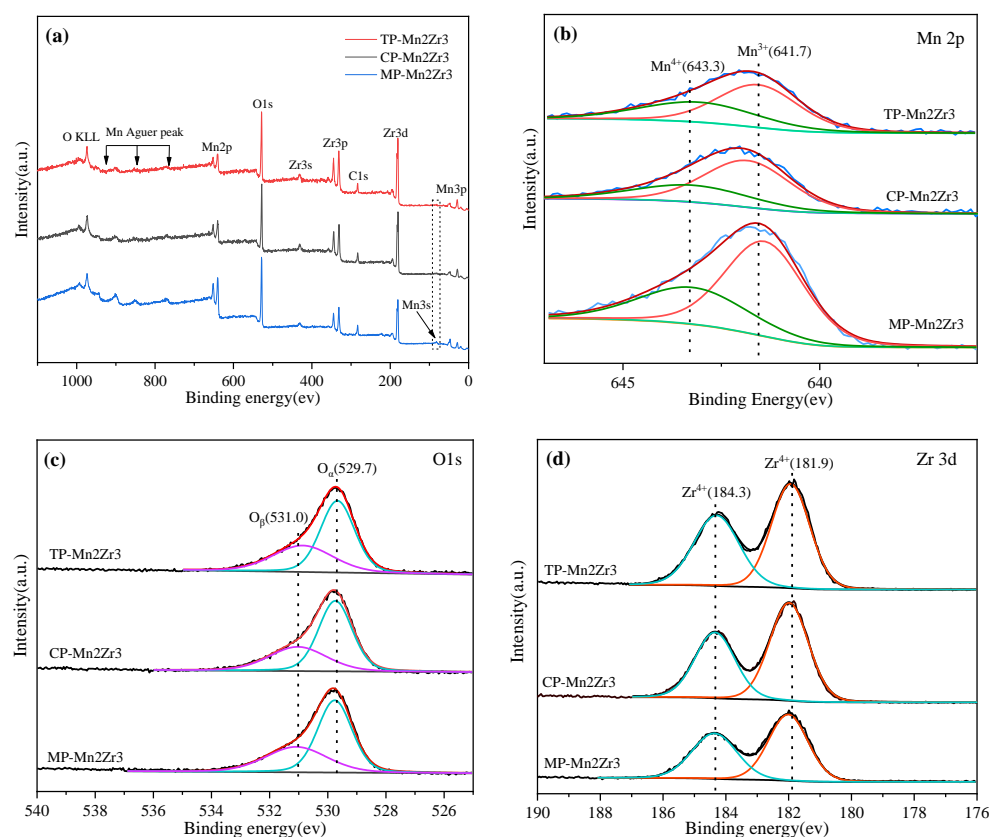 (a)
TP-Mn2Zr3
CP-Mn2Zr3
MP-Mn2Zr3
O1s
O KLL
Mn Aguer peak
Mn2p
Zr3s
Zr3p
C1s
Zr3d
Mn3p
Mn3s
Intensity(a.u.)
1000 800 600 400 200 0
Binding energy(ev)
(b)
Mn 2p
Mn³⁺(641.7)
Mn⁴⁺(643.3)
TP-Mn2Zr3
CP-Mn2Zr3
MP-Mn2Zr3
Intensity(a.u.)
645 640
Binding Energy(ev)
(c)
O1s
Oα(529.7)
Oβ(531.0)
TP-Mn2Zr3
CP-Mn2Zr3
MP-Mn2Zr3
Intensity(a.u.)
540 538 536 534 532 530 528 526
Binding energy(ev)
(d)
Zr 3d
Zr⁴⁺(181.9)
Zr⁴⁺(184.3)
TP-Mn2Zr3
CP-Mn2Zr3
MP-Mn2Zr3
Intensity(a.u.)
190 188 186 184 182 180 178 176
Binding energy(ev)